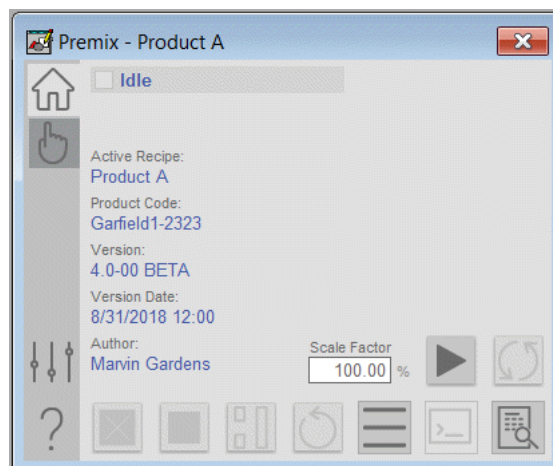 Premix - Product A
Idle
Active Recipe:
Product A
Product Code:
Garfield1-2323
Version:
4.0-00 BETA
Version Date:
8/31/2018 12:00
Author:
Marvin Gardens
Scale Factor
100.00 %